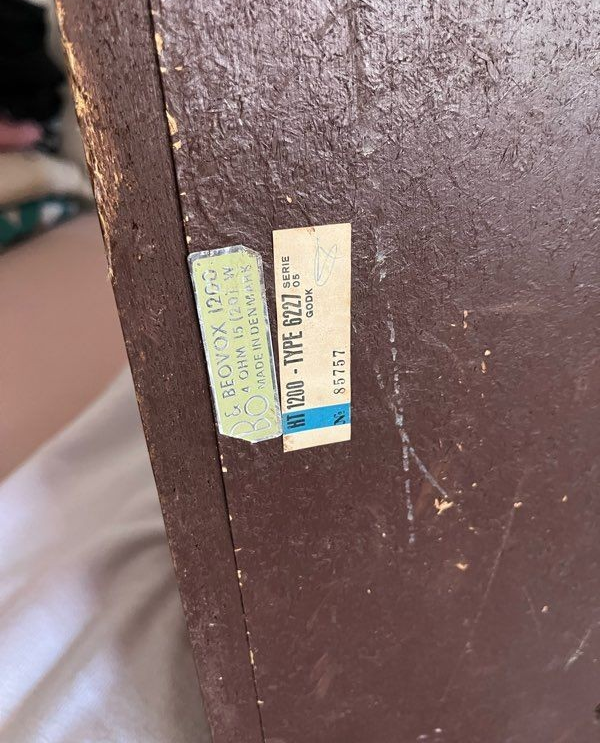 B&O BEOVOX 1200
4 OHM 15 (20) W
MADE IN DENMARK
HT 1200 - TYPE 6227 SERIE 05
GODK
№ 85757